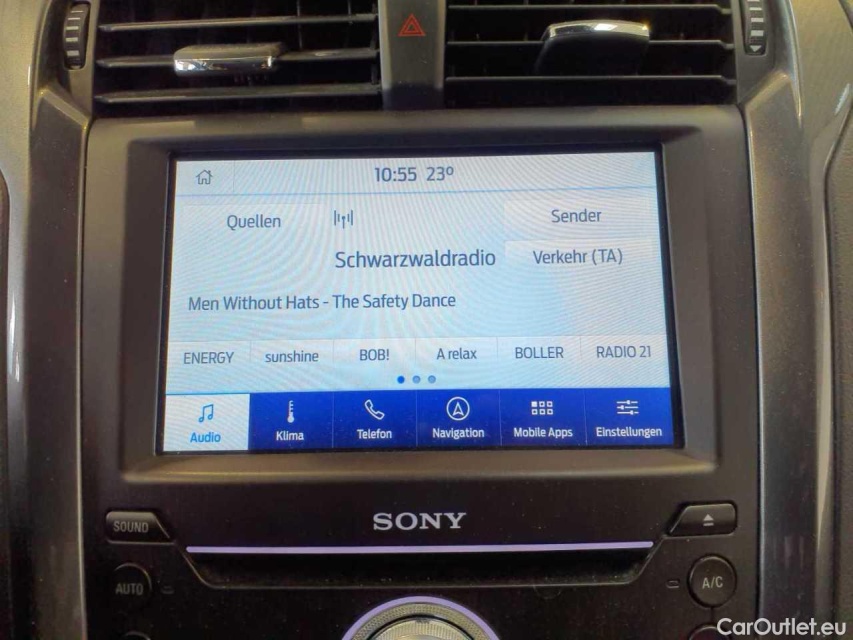 10:55 23°
Quellen
Sender
Schwarzwaldradio
Verkehr (TA)
Men Without Hats - The Safety Dance
ENERGY sunshine BOB! A relax BOLLER RADIO 21
Audio Klima Telefon Navigation Mobile Apps Einstellungen
SONY
SOUND
AUTO
A/C
CarOutlet.eu